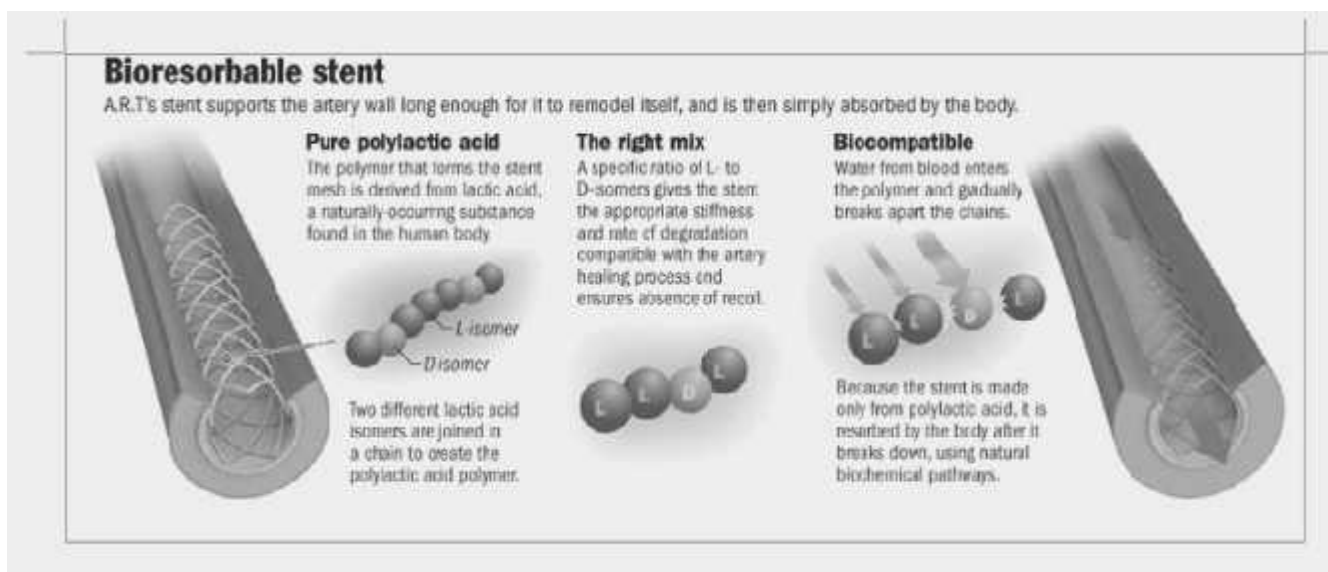 Bioresorbable stent
A.R.T's stent supports the artery wall long enough for it to remodel itself, and is then simply absorbed by the body.
Pure polylactic acid
The polymer that forms the stent
mesh is derived from lactic acid,
a naturally-occurring substance
found in the human body
L-isomer
D-isomer
Two different lactic acid
isomers are joined in
a chain to create the
polylactic acid polymer.
The right mix
A specific ratio of L- to
D-isomers gives the stent
the appropriate stiffness
and rate of degradation
compatible with the artery
healing process and
ensures absence of recoil.
L L D L
Biocompatible
Water from blood enters
the polymer and gradually
breaks apart the chains.
L L D L
Because the stent is made
only from polylactic acid, it is
resorbed by the body after it
breaks down, using natural
biochemical pathways.